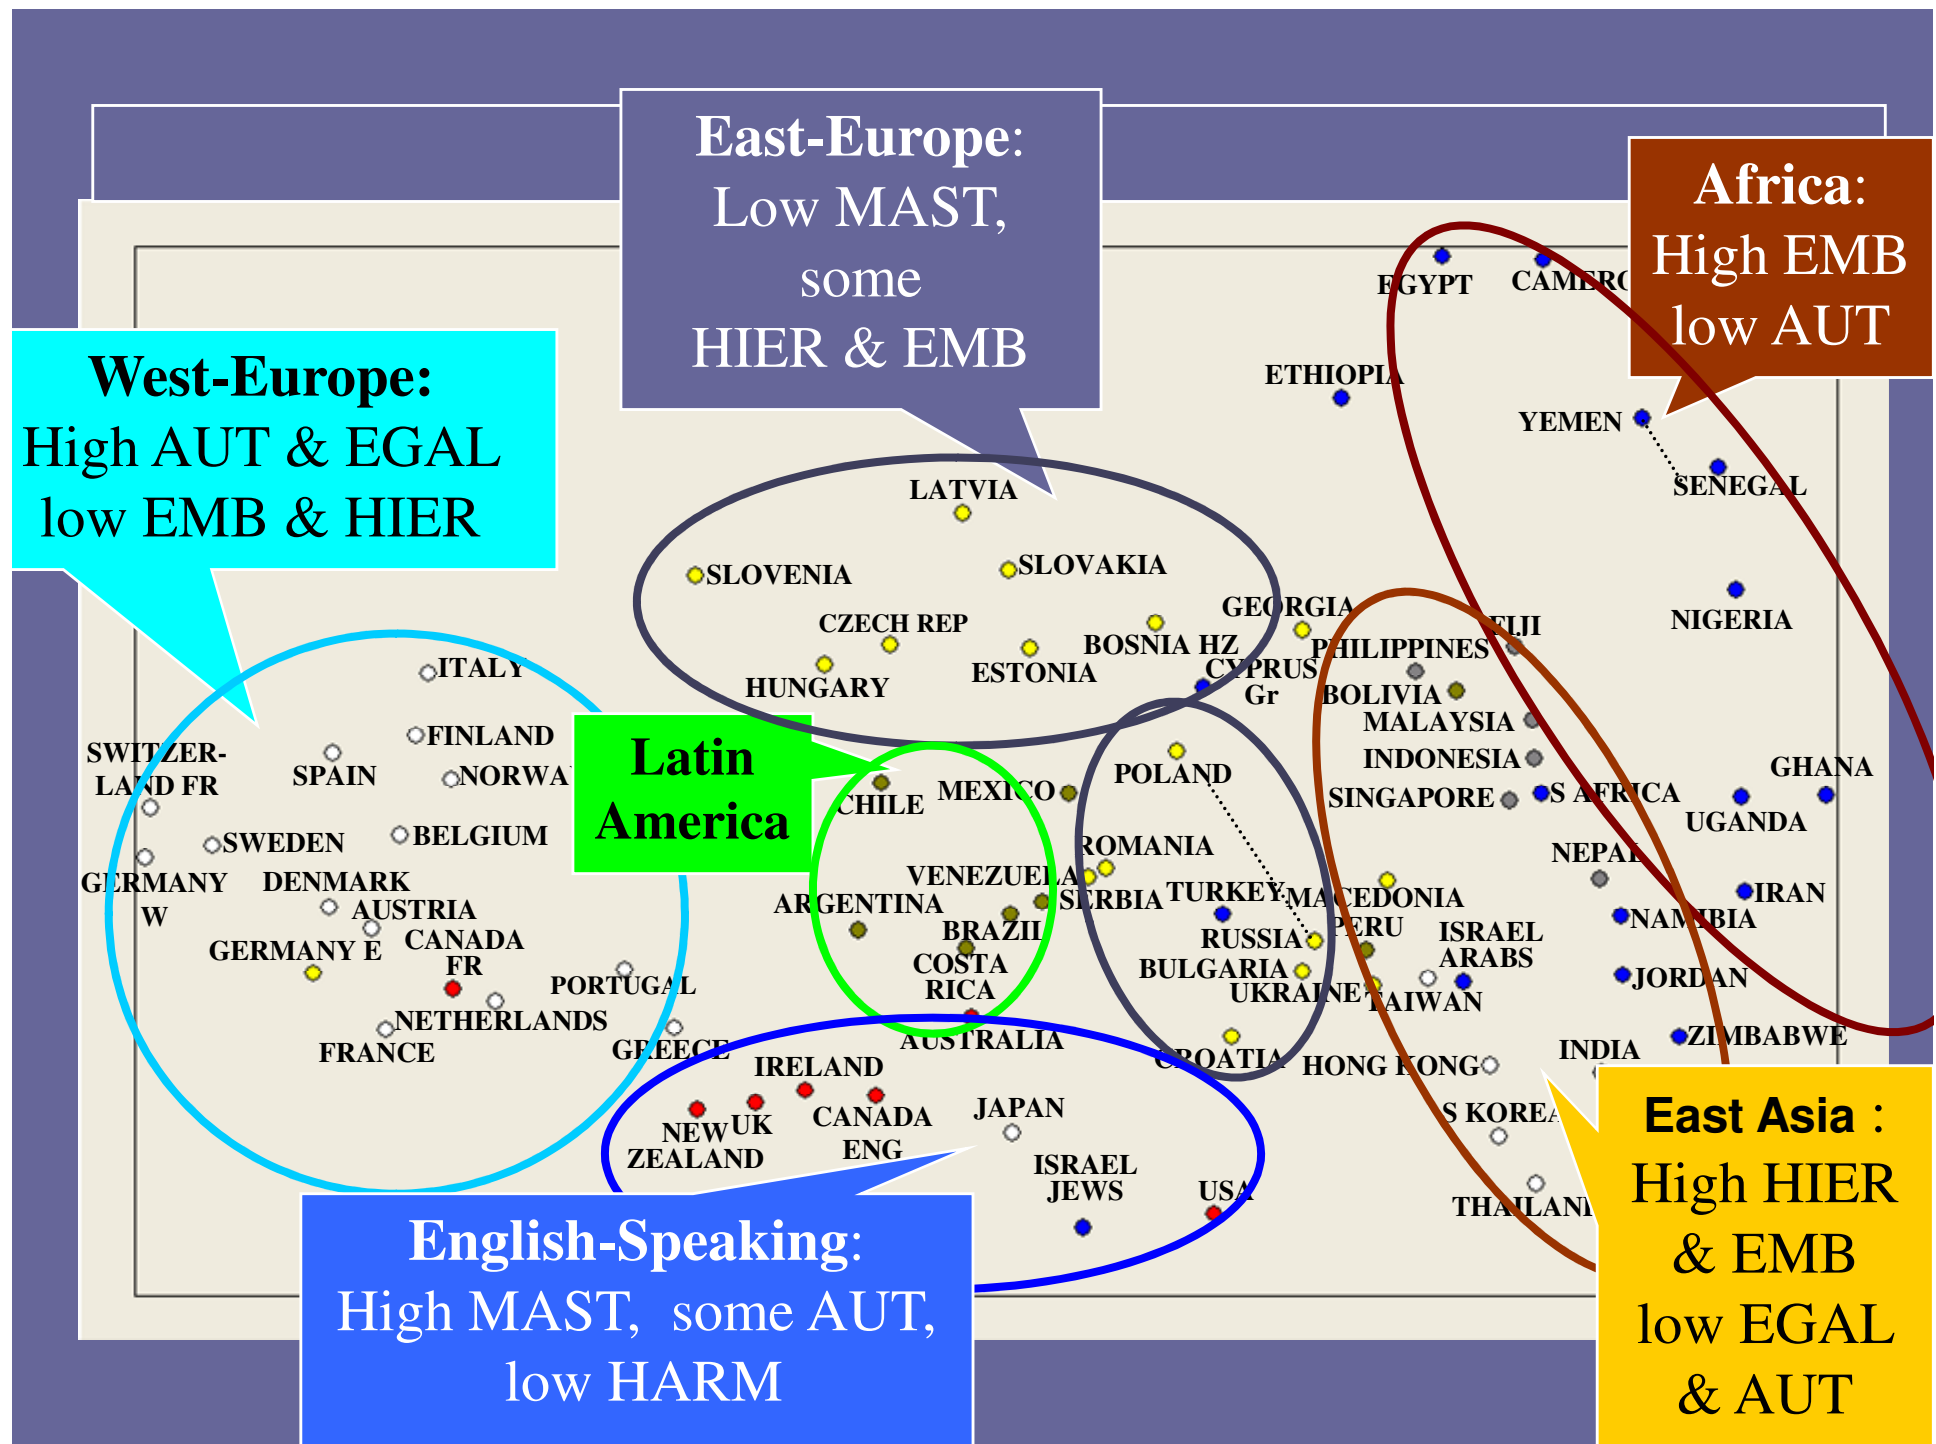 East-Europe:
Low MAST,
some
HIER & EMB
Africa:
High EMB
low AUT
West-Europe:
High AUT & EGAL
low EMB & HIER
EGYPT
CAMERO
ETHIOPIA
YEMEN
SENEGAL
LATVIA
SLOVENIA
SLOVAKIA
CZECH REP
GEORGIA
BOSNIA HZ
ESTONIA
HUNGARY
NIGERIA
FIJI
PHILIPPINES
CYPRUS
Gr
BOLIVIA
MALAYSIA
INDONESIA
SINGAPORE
S AFRICA
GHANA
UGANDA
ITALY
FINLAND
SWITZER-
LAND FR
SPAIN
NORWA
Latin
America
CHILE
MEXICO
POLAND
SWEDEN
BELGIUM
GERMANY
W
DENMARK
AUSTRIA
GERMANY E
CANADA
FR
PORTUGAL
NETHERLANDS
FRANCE
GREECE
ROMANIA
VENEZUELA
SERBIA
ARGENTINA
BRAZIL
COSTA
RICA
TURKEY
MACEDONIA
RUSSIA
PERU
BULGARIA
UKRAINE
ISRAEL
ARABS
TAIWAN
NEPAL
IRAN
NAMIBIA
JORDAN
ZIMBABWE
INDIA
AUSTRALIA
CROATIA
HONG KONG
IRELAND
NEW
ZEALAND
UK
CANADA
ENG
JAPAN
ISRAEL
JEWS
USA
S KOREA
THAILAN
English-Speaking:
High MAST, some AUT,
low HARM
East Asia :
High HIER
& EMB
low EGAL
& AUT